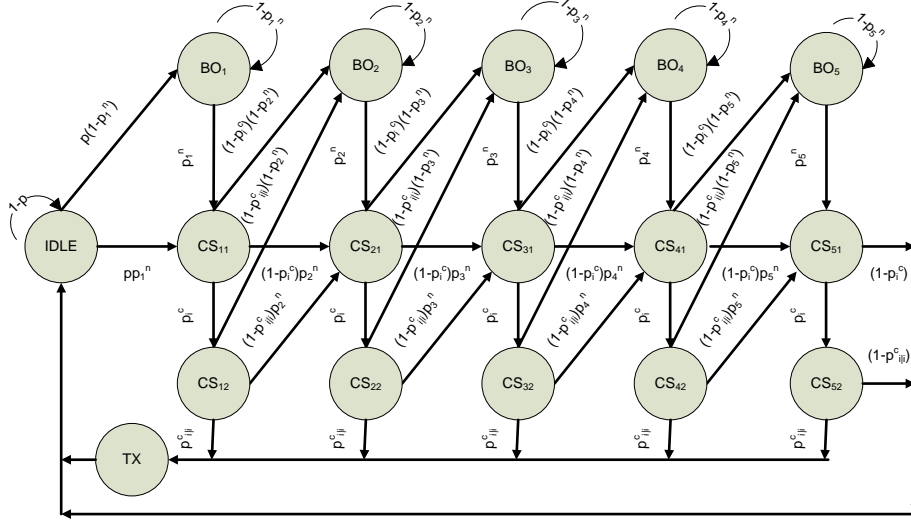 1-p₁ⁿ
1-p₂ⁿ
1-p₃ⁿ
1-p₄ⁿ
1-p₅ⁿ
BO₁
BO₂
BO₃
BO₄
BO₅
p(1-p₁ⁿ)
p₁ⁿ
(1-pᵢᶜ)(1-p₂ⁿ)
(1-pᶜᵢ|ᵢ)(1-p₂ⁿ)
p₂ⁿ
(1-pᵢᶜ)(1-p₃ⁿ)
(1-pᶜᵢ|ᵢ)(1-p₃ⁿ)
p₃ⁿ
(1-pᵢᶜ)(1-p₄ⁿ)
(1-pᶜᵢ|ᵢ)(1-p₄ⁿ)
p₄ⁿ
(1-pᵢᶜ)(1-p₅ⁿ)
(1-pᶜᵢ|ᵢ)(1-p₅ⁿ)
p₅ⁿ
1-p
IDLE
CS₁₁
CS₂₁
CS₃₁
CS₄₁
CS₅₁
pp₁ⁿ
(1-pᵢᶜ)p₂ⁿ
(1-pᵢᶜ)p₃ⁿ
(1-pᵢᶜ)p₄ⁿ
(1-pᵢᶜ)p₅ⁿ
(1-pᵢᶜ)
pᵢᶜ
(1-pᶜᵢ|ᵢ)p₂ⁿ
pᵢᶜ
(1-pᶜᵢ|ᵢ)p₃ⁿ
pᵢᶜ
(1-pᶜᵢ|ᵢ)p₄ⁿ
pᵢᶜ
(1-pᶜᵢ|ᵢ)p₅ⁿ
pᵢᶜ
CS₁₂
CS₂₂
CS₃₂
CS₄₂
CS₅₂
(1-pᶜᵢ|ᵢ)
pᶜᵢ|ᵢ
pᶜᵢ|ᵢ
pᶜᵢ|ᵢ
pᶜᵢ|ᵢ
pᶜᵢ|ᵢ
TX